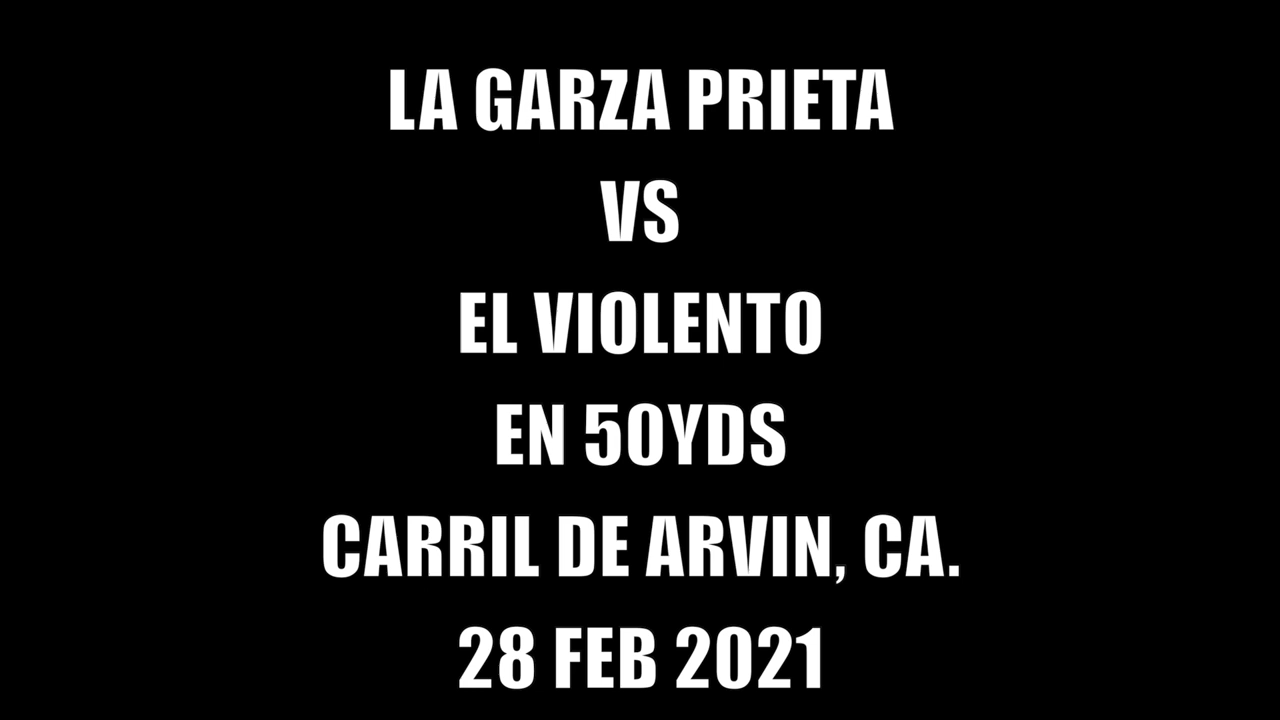 LA GARZA PRIETA
VS
EL VIOLENTO
EN 50YDS
CARRIL DE ARVIN, CA.
28 FEB 2021